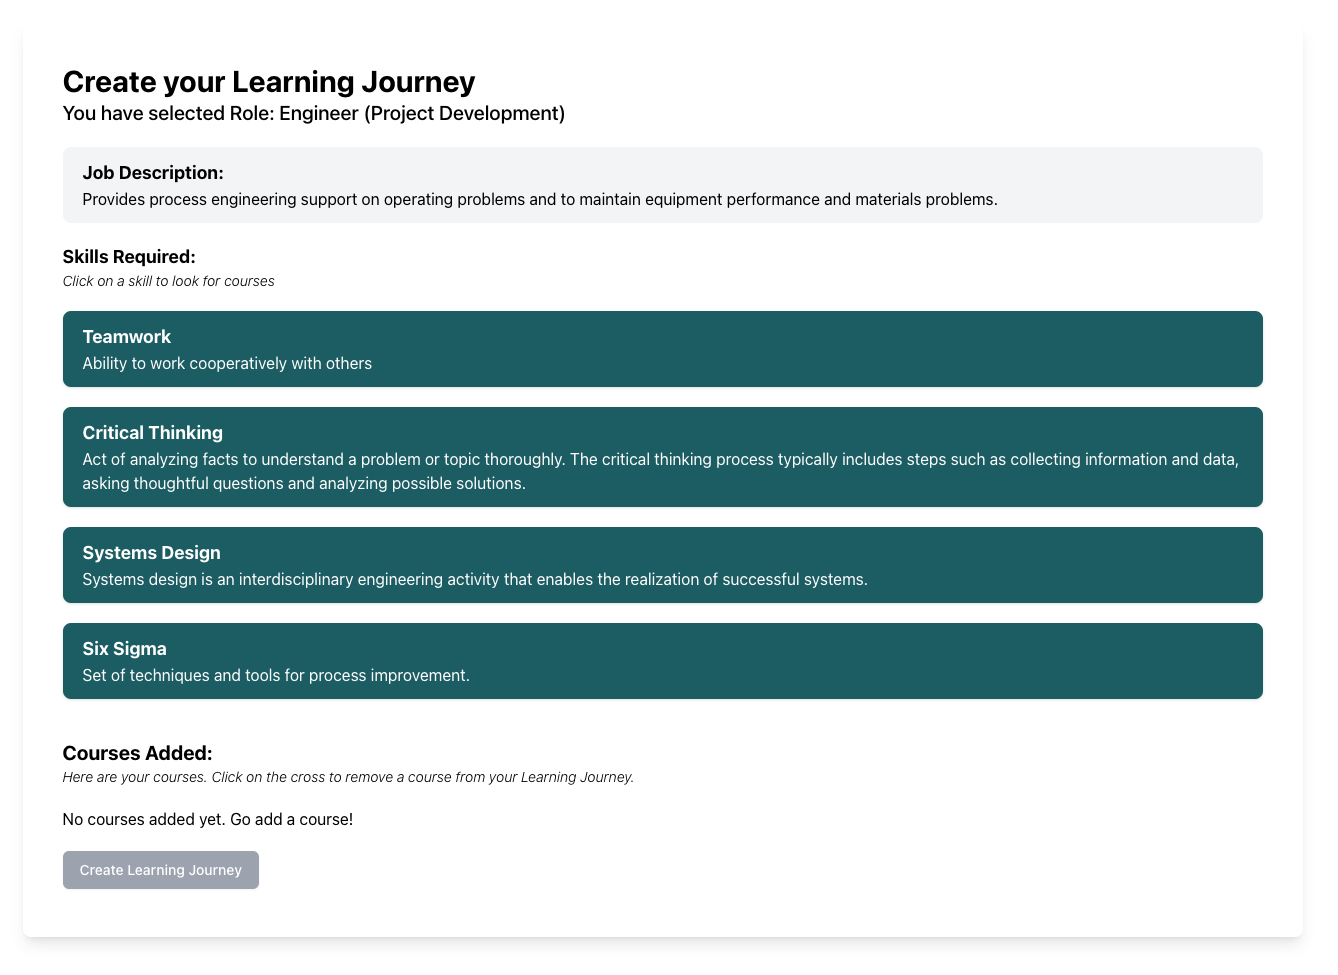 Create your Learning Journey
You have selected Role: Engineer (Project Development)
Job Description:
Provides process engineering support on operating problems and to maintain equipment performance and materials problems.
Skills Required:
Click on a skill to look for courses
Teamwork
Ability to work cooperatively with others
Critical Thinking
Act of analyzing facts to understand a problem or topic thoroughly. The critical thinking process typically includes steps such as collecting information and data,
asking thoughtful questions and analyzing possible solutions.
Systems Design
Systems design is an interdisciplinary engineering activity that enables the realization of successful systems.
Six Sigma
Set of techniques and tools for process improvement.
Courses Added:
Here are your courses. Click on the cross to remove a course from your Learning Journey.
No courses added yet. Go add a course!
Create Learning Journey